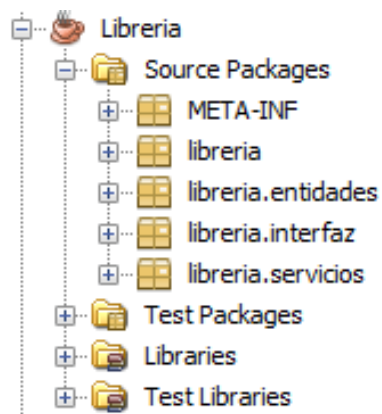 Libreria
Source Packages
META-INF
libreria
libreria.entidades
libreria.interfaz
libreria.servicios
Test Packages
Libraries
Test Libraries